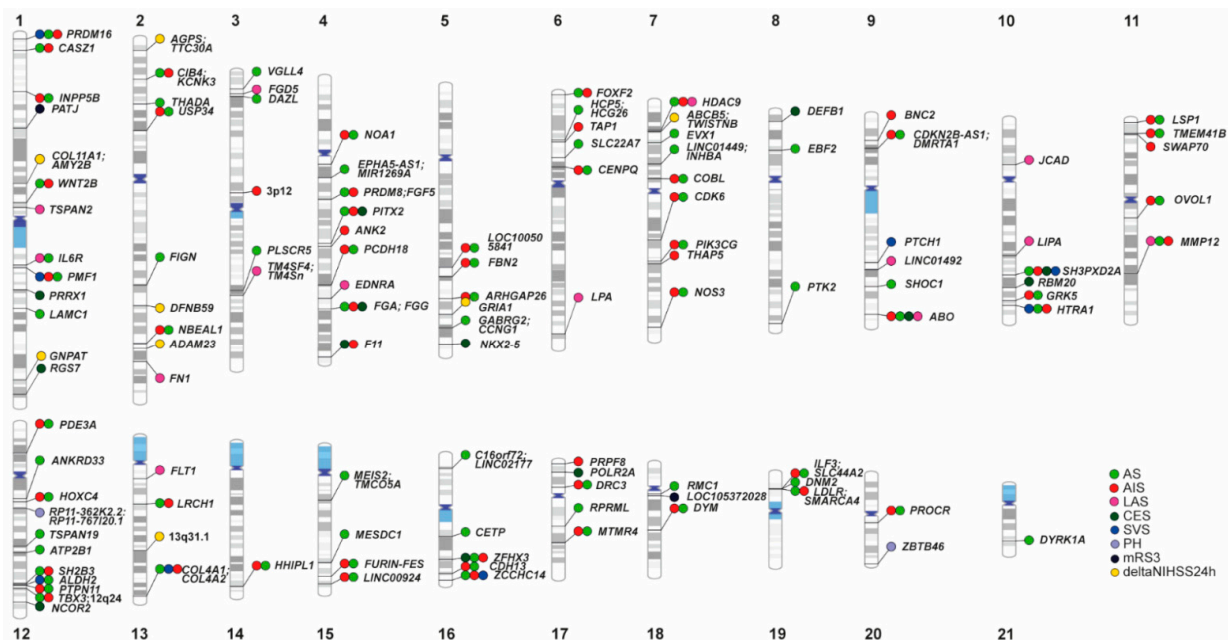 1 2 3 4 5 6 7 8 9 10 11
PRDM16
CASZ1
INPP5B
PATJ
COL11A1;
AMY2B
WNT2B
TSPAN2
IL6R
PMF1
PRRX1
LAMC1
GNPAT
RGS7
AGPS;
TTC30A
CIB4;
KCNK3
THADA
USP34
FIGN
DFNB59
NBEAL1
ADAM23
FN1
VGLL4
FGD5
DAZL
3p12
PLSCR5
TM4SF4;
TM4Sn
NOA1
EPHA5-AS1;
MIR1269A
PRDM8;FGF5
PITX2
ANK2
PCDH18
EDNRA
FGA; FGG
F11
LOC10050
5841
FBN2
ARHGAP26
GRIA1
GABRG2;
CCNG1
NKX2-5
FOXF2
HCP5;
HCG26
TAP1
SLC22A7
CENPQ
LPA
HDAC9
ABCB5;
TWISTNB
EVX1
LINC01449;
INHBA
COBL
CDK6
PIK3CG
THAP5
NOS3
DEFB1
EBF2
PTK2
BNC2
CDKN2B-AS1;
DMRTA1
PTCH1
LINC01492
SHOC1
ABO
JCAD
LIPA
SH3PXD2A
RBM20
GRK5
HTRA1
LSP1
TMEM41B
SWAP70
OVOL1
MMP12
PDE3A
ANKRD33
HOXC4
RP11-362K2.2;
RP11-767I20.1
TSPAN19
ATP2B1
SH2B3
ALDH2
PTPN11
TBX3;12q24
NCOR2
FLT1
LRCH1
13q31.1
COL4A1;
COL4A2
HHIPL1
MEIS2;
TMCO5A
MESDC1
FURIN-FES
LINC00924
C16orf72;
LINC02177
CETP
ZFHX3
CDH13
ZCCHC14
PRPF8
POLR2A
DRC3
RPRML
MTMR4
RMC1
LOC105372028
DYM
ILF3;
SLC44A2
DNM2
LDLR;
SMARCA4
PROCR
ZBTB46
DYRK1A
AS
AIS
LAS
CES
SVS
PH
mRS3
deltaNIHSS24h
12 13 14 15 16 17 18 19 20 21